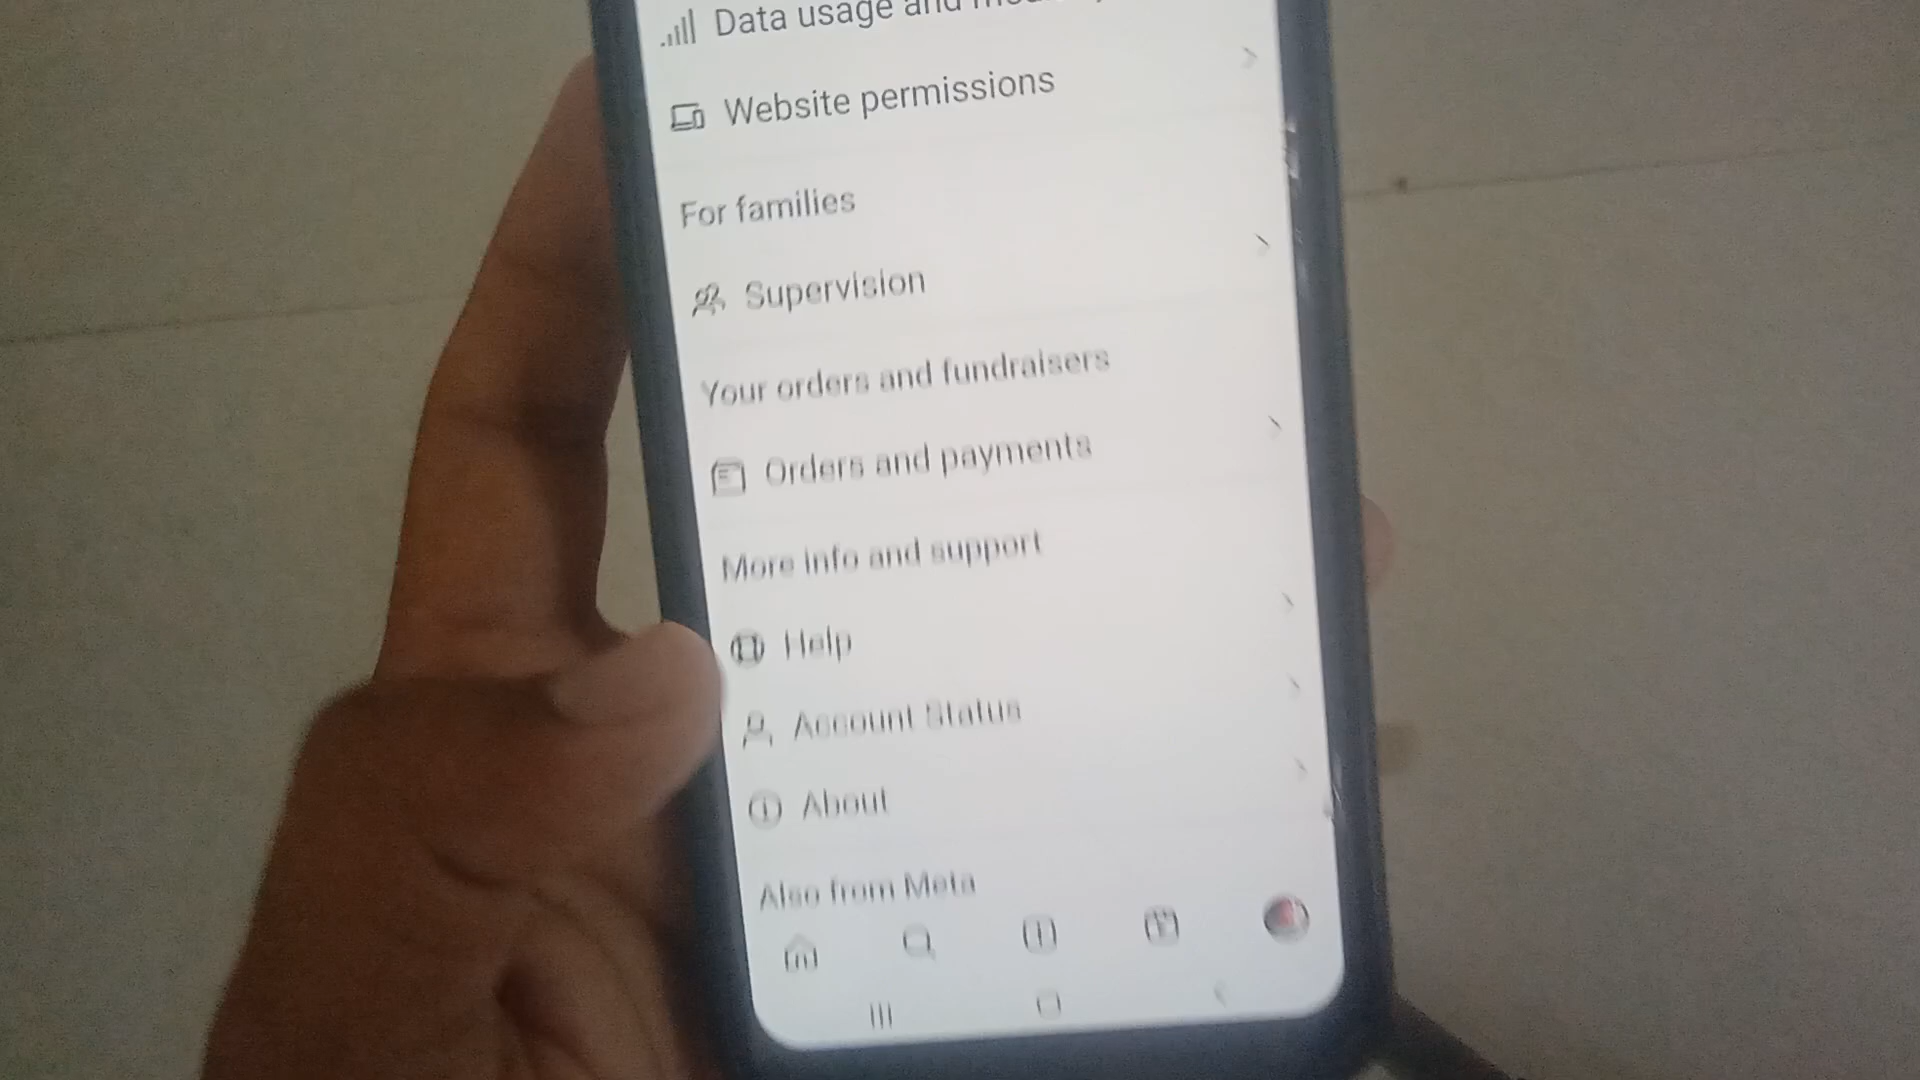 Data usage and
Website permissions
For families
Supervision
Your orders and fundraisers
Orders and payments
More info and support
Help
Account Status
About
Also from Meta